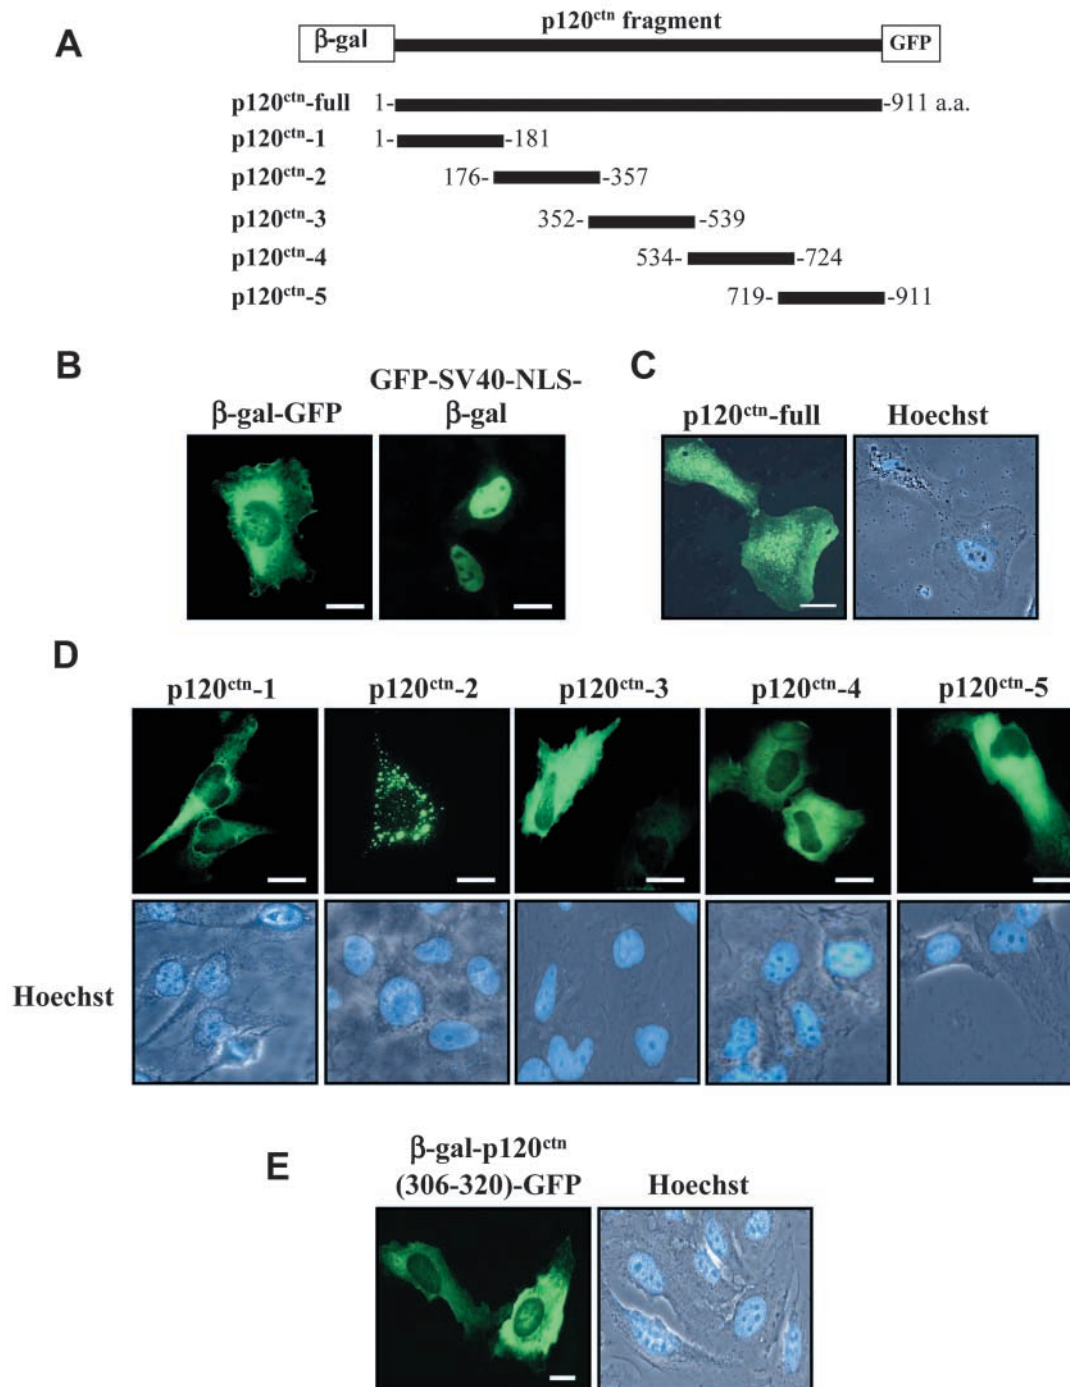 A
β-gal
p120ctn fragment
GFP
p120ctn-full 1- -911 a.a.
p120ctn-1 1- -181
p120ctn-2 176- -357
p120ctn-3 352- -539
p120ctn-4 534- -724
p120ctn-5 719- -911
B
β-gal-GFP
GFP-SV40-NLS-
β-gal
C
p120ctn-full
Hoechst
D
p120ctn-1 p120ctn-2 p120ctn-3 p120ctn-4 p120ctn-5
Hoechst
E
β-gal-p120ctn
(306-320)-GFP
Hoechst